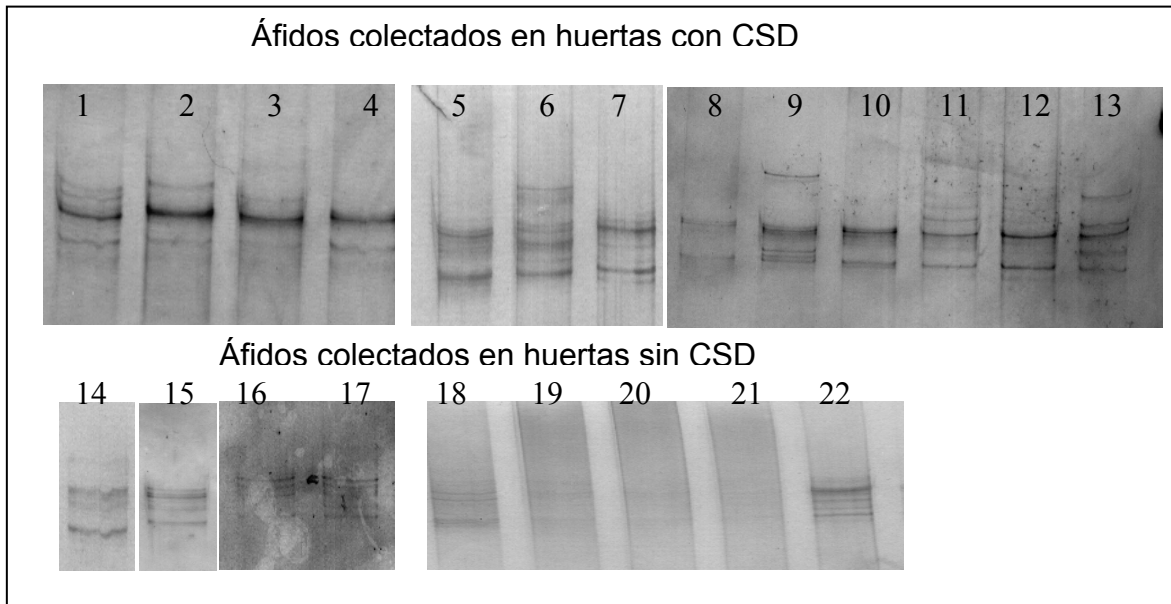 Áfidos colectados en huertas con CSD
1 2 3 4 5 6 7 8 9 10 11 12 13
Áfidos colectados en huertas sin CSD
14 15 16 17 18 19 20 21 22